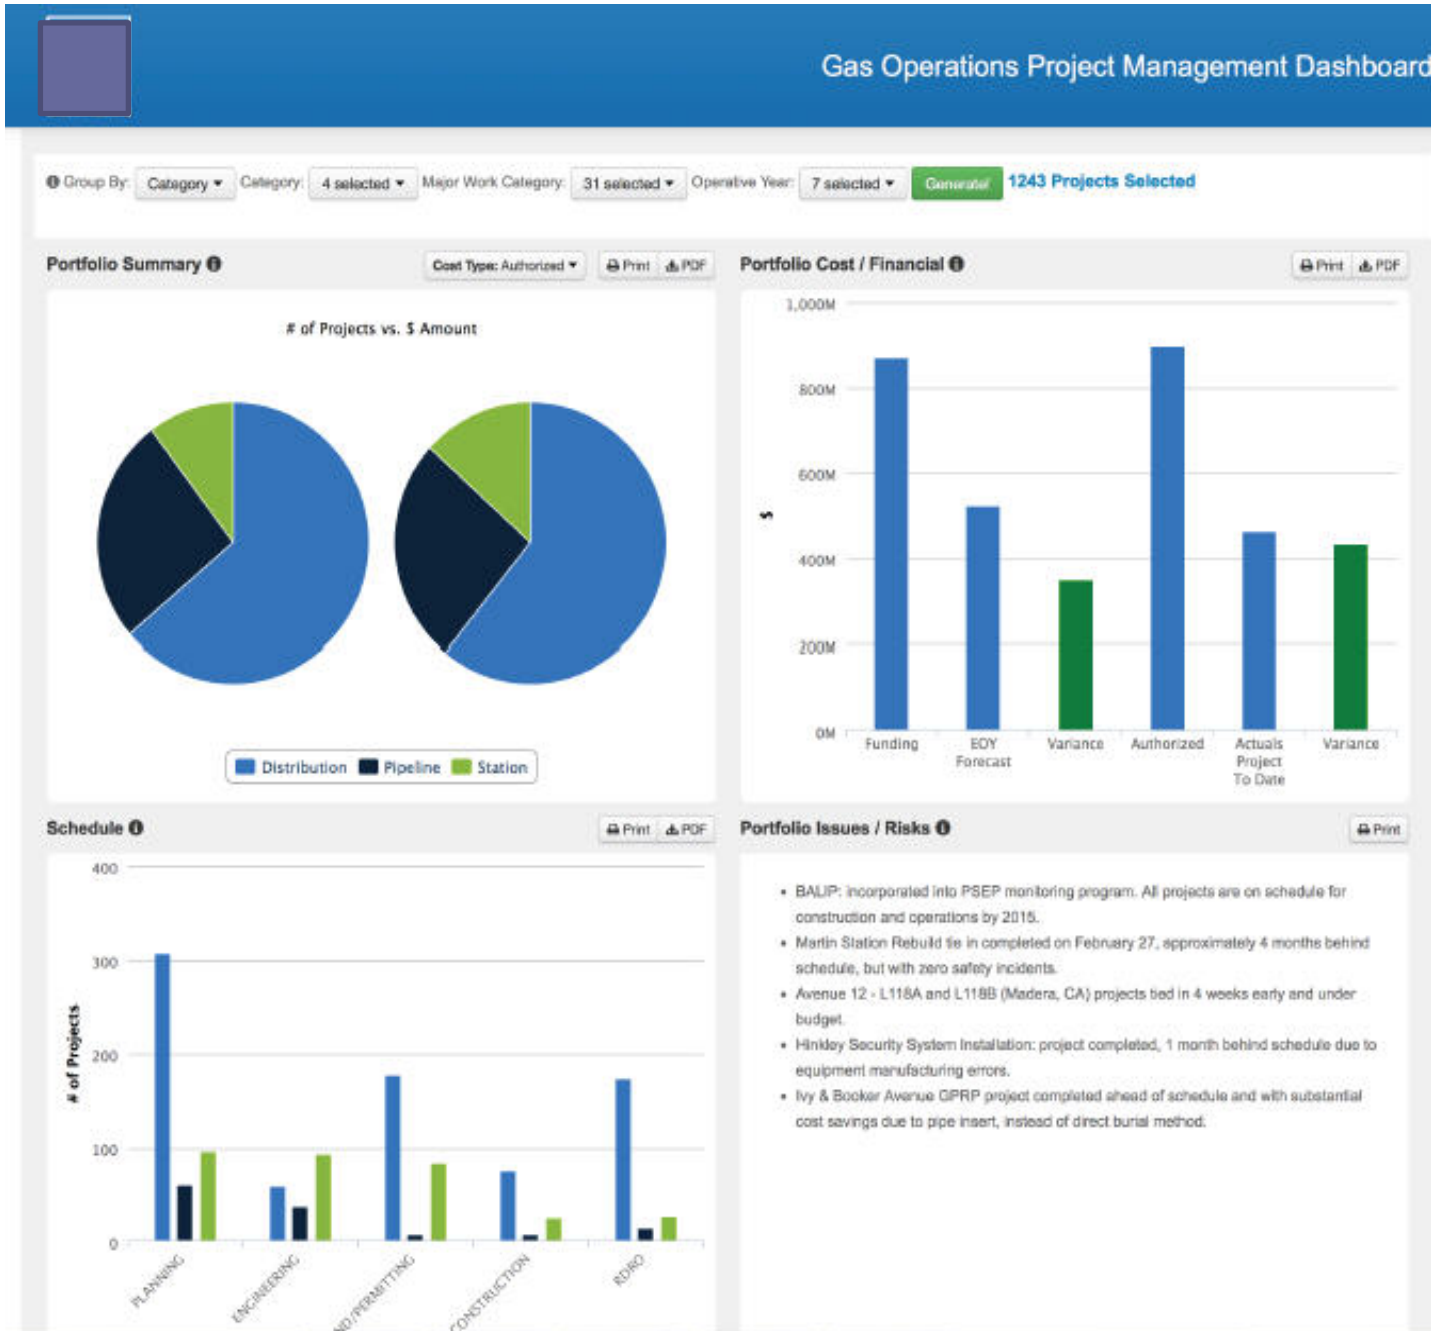 Gas Operations Project Management Dashboard
Group By: Category Category: 4 selected Major Work Category: 31 selected Operative Year: 7 selected Generate! 1243 Projects Selected
Portfolio Summary Cost Type: Authorized Print PDF
# of Projects vs. $ Amount
Distribution Pipeline Station
Portfolio Cost / Financial Print PDF
1,000M
800M
600M
$
400M
200M
0M
Funding EOY Forecast Variance Authorized Actuals Project To Date Variance
Schedule Print PDF
400
300
# of Projects
200
100
0
PLANNING ENGINEERING ND/PERMITTING CONSTRUCTION RDRO
Portfolio Issues / Risks Print
• BALIP: incorporated into PSEP monitoring program. All projects are on schedule for
construction and operations by 2015.
• Martin Station Rebuild tie in completed on February 27, approximately 4 months behind
schedule, but with zero safety incidents.
• Avenue 12 - L118A and L118B (Madera, CA) projects tied in 4 weeks early and under
budget.
• Hinkley Security System Installation: project completed, 1 month behind schedule due to
equipment manufacturing errors.
• Ivy & Booker Avenue GPRP project completed ahead of schedule and with substantial
cost savings due to pipe insert, instead of direct burial method.